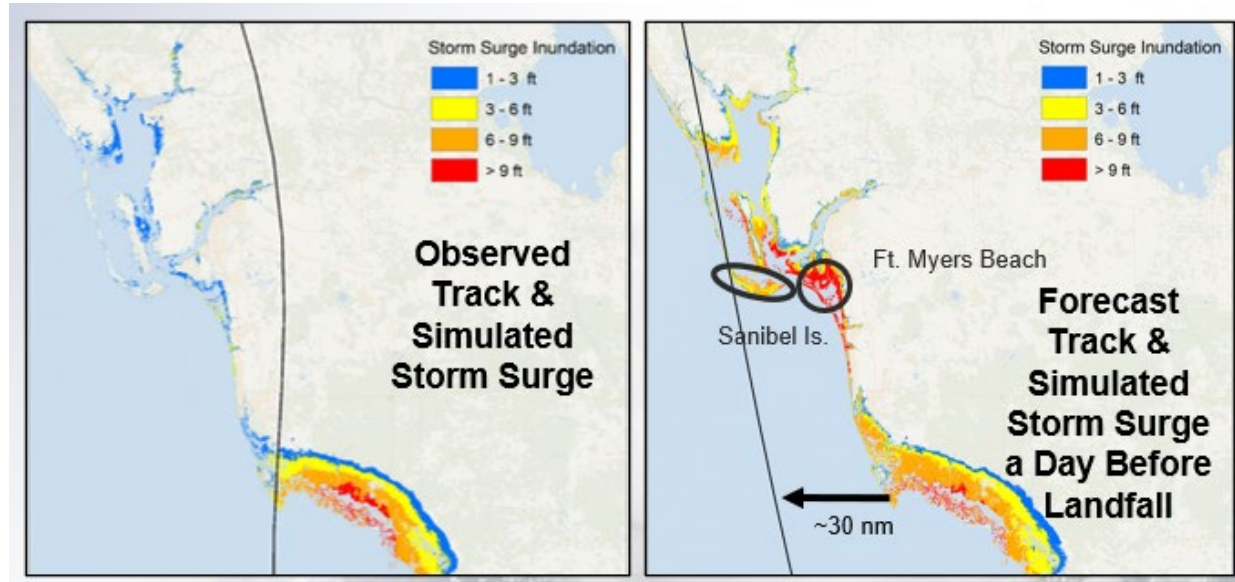 Storm Surge Inundation
1 - 3 ft
3 - 6 ft
6 - 9 ft
> 9 ft
Observed
Track &
Simulated
Storm Surge
Storm Surge Inundation
1 - 3 ft
3 - 6 ft
6 - 9 ft
> 9 ft
Ft. Myers Beach
Sanibel Is.
Forecast
Track &
Simulated
Storm Surge
a Day Before
Landfall
~30 nm